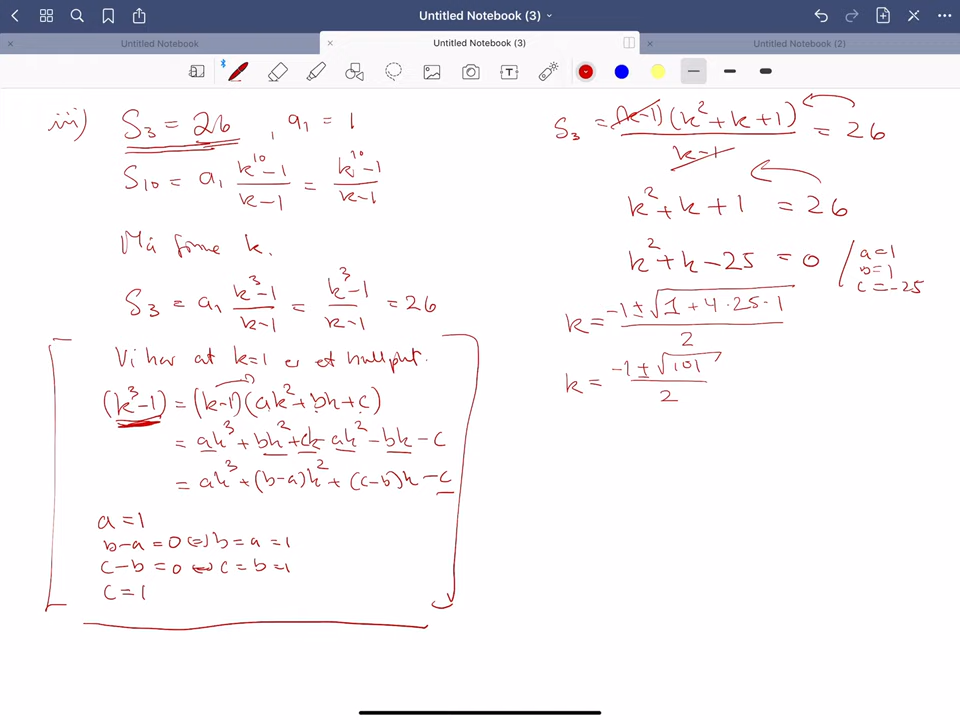 Untitled Notebook (3)
Untitled Notebook
Untitled Notebook (3)
Untitled Notebook (2)
iii) S₃ = 26 , a₁ = 1
S₁₀ = a₁ (k¹⁰-1)/(k-1) = (k¹⁰-1)/(k-1)
Må finne k.
S₃ = a₁ (k³-1)/(k-1) = (k³-1)/(k-1) = 26
Vi har at k=1 er et nullpukt.
(k³-1) = (k-1)(ak²+bk+c)
= ak³ + bk² + ck - ak² - bk - c
= ak³ + (b-a)k² + (c-b)k - c
a = 1
b-a = 0 ⇔ b = a = 1
c-b = 0 ⇔ c = b = 1
c = 1
S₃ = (k-1)(k²+k+1)/(k-1) = 26
k² + k + 1 = 26
k² + k - 25 = 0 / a=1
b=1
c=-25
k = (-1 ± √(1 + 4·25·1))/2
k = (-1 ± √101)/2